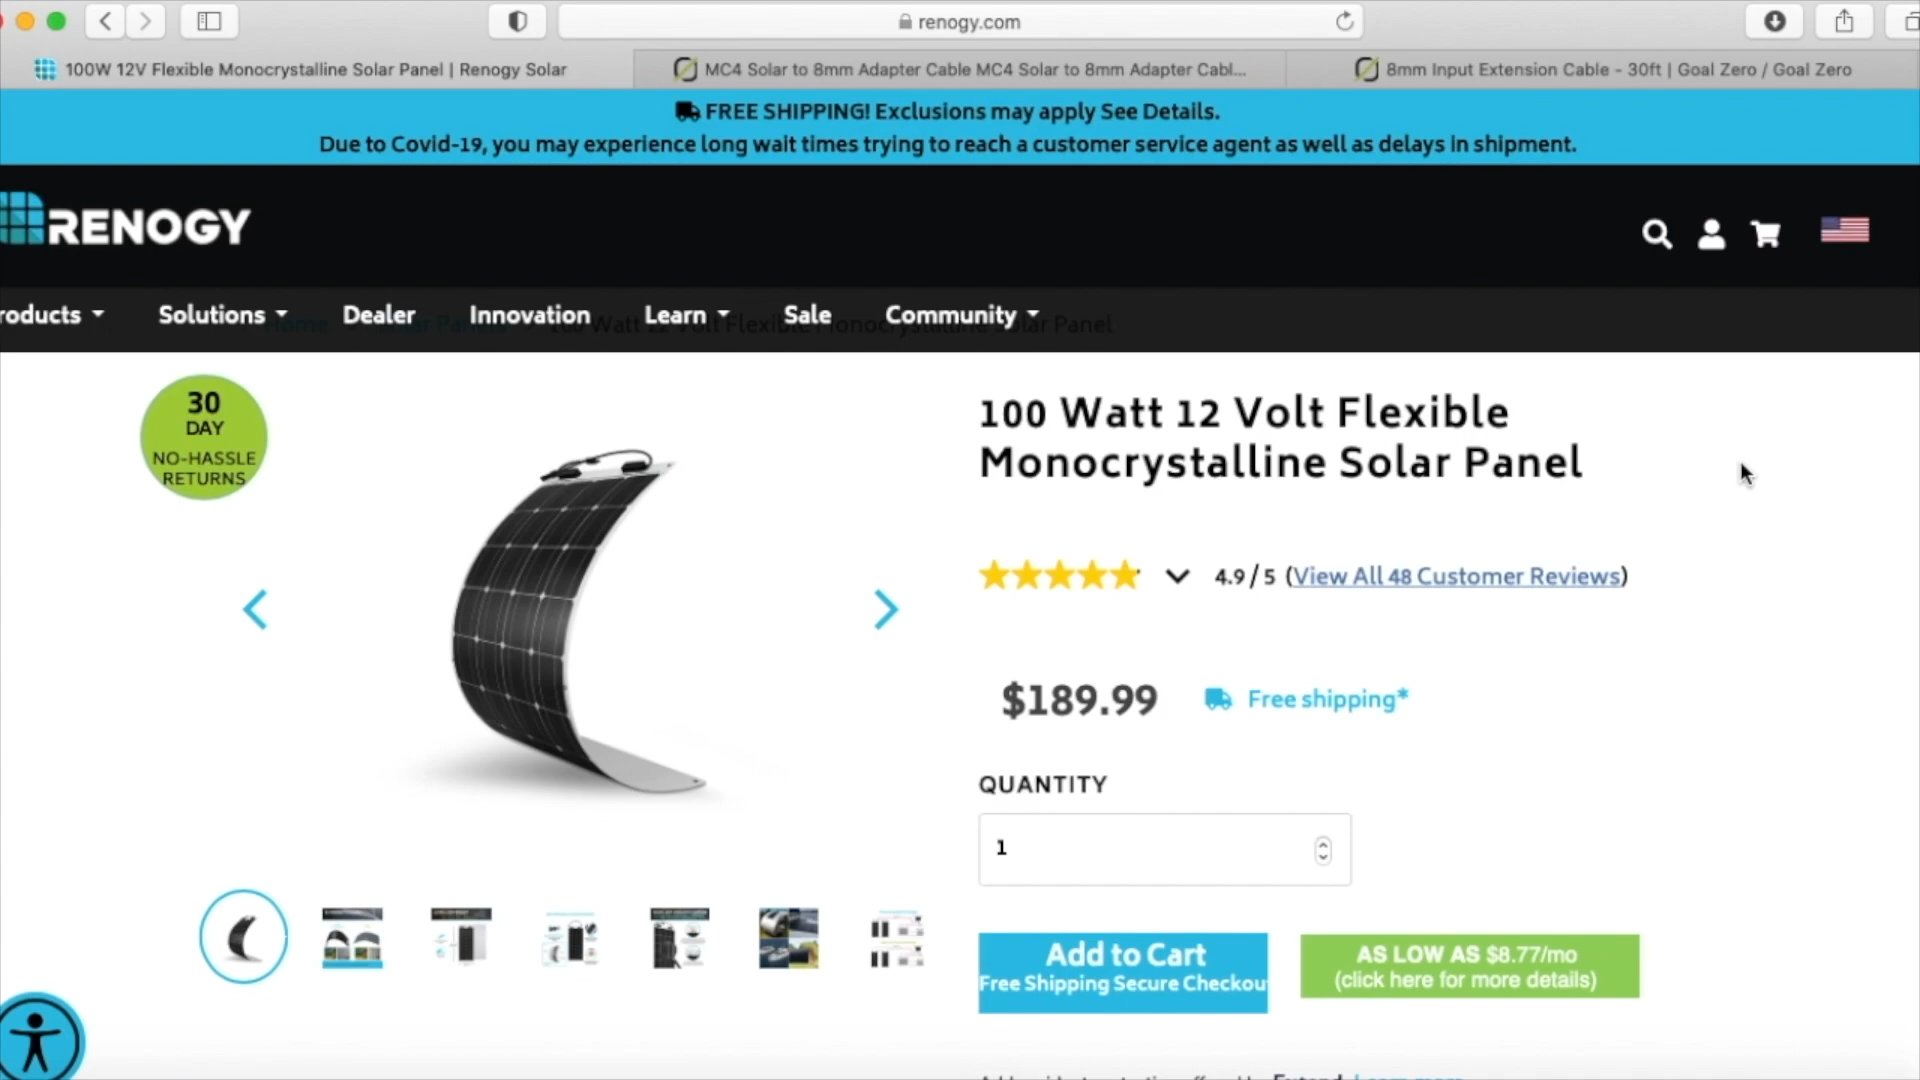 renogy.com
100W 12V Flexible Monocrystalline Solar Panel | Renogy Solar
MC4 Solar to 8mm Adapter Cable MC4 Solar to 8mm Adapter Cabl...
8mm Input Extension Cable - 30ft | Goal Zero / Goal Zero
FREE SHIPPING! Exclusions may apply See Details.
Due to Covid-19, you may experience long wait times trying to reach a customer service agent as well as delays in shipment.
RENOGY
roducts Solutions Dealer Innovation Learn Sale Community
30
DAY
NO-HASSLE
RETURNS
100 Watt 12 Volt Flexible
Monocrystalline Solar Panel
4.9 / 5 (View All 48 Customer Reviews)
$189.99 Free shipping*
QUANTITY
1
Add to Cart
Free Shipping Secure Checkou
AS LOW AS $8.77/mo
(click here for more details)